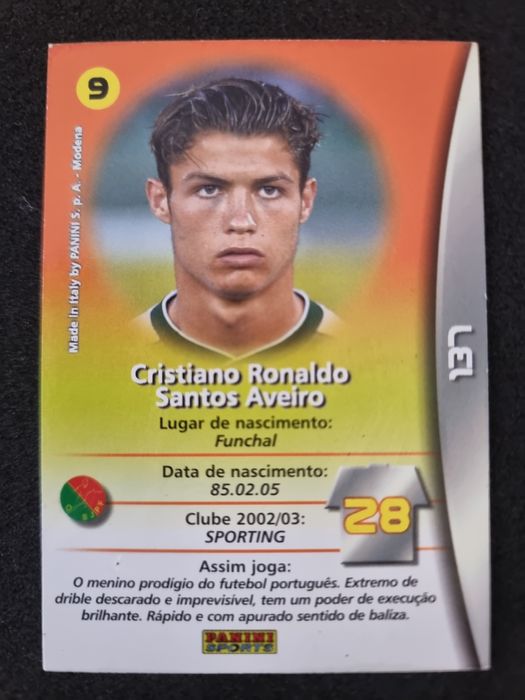 9
Made in Italy by PANINI S. p. A. - Modena
137
Cristiano Ronaldo
Santos Aveiro
Lugar de nascimento:
Funchal
Data de nascimento:
85.02.05
Clube 2002/03:
SPORTING
28
Assim joga:
O menino prodígio do futebol português. Extremo de
drible descarado e imprevisível, tem um poder de execução
brilhante. Rápido e com apurado sentido de baliza.
PANINI
SPORTS